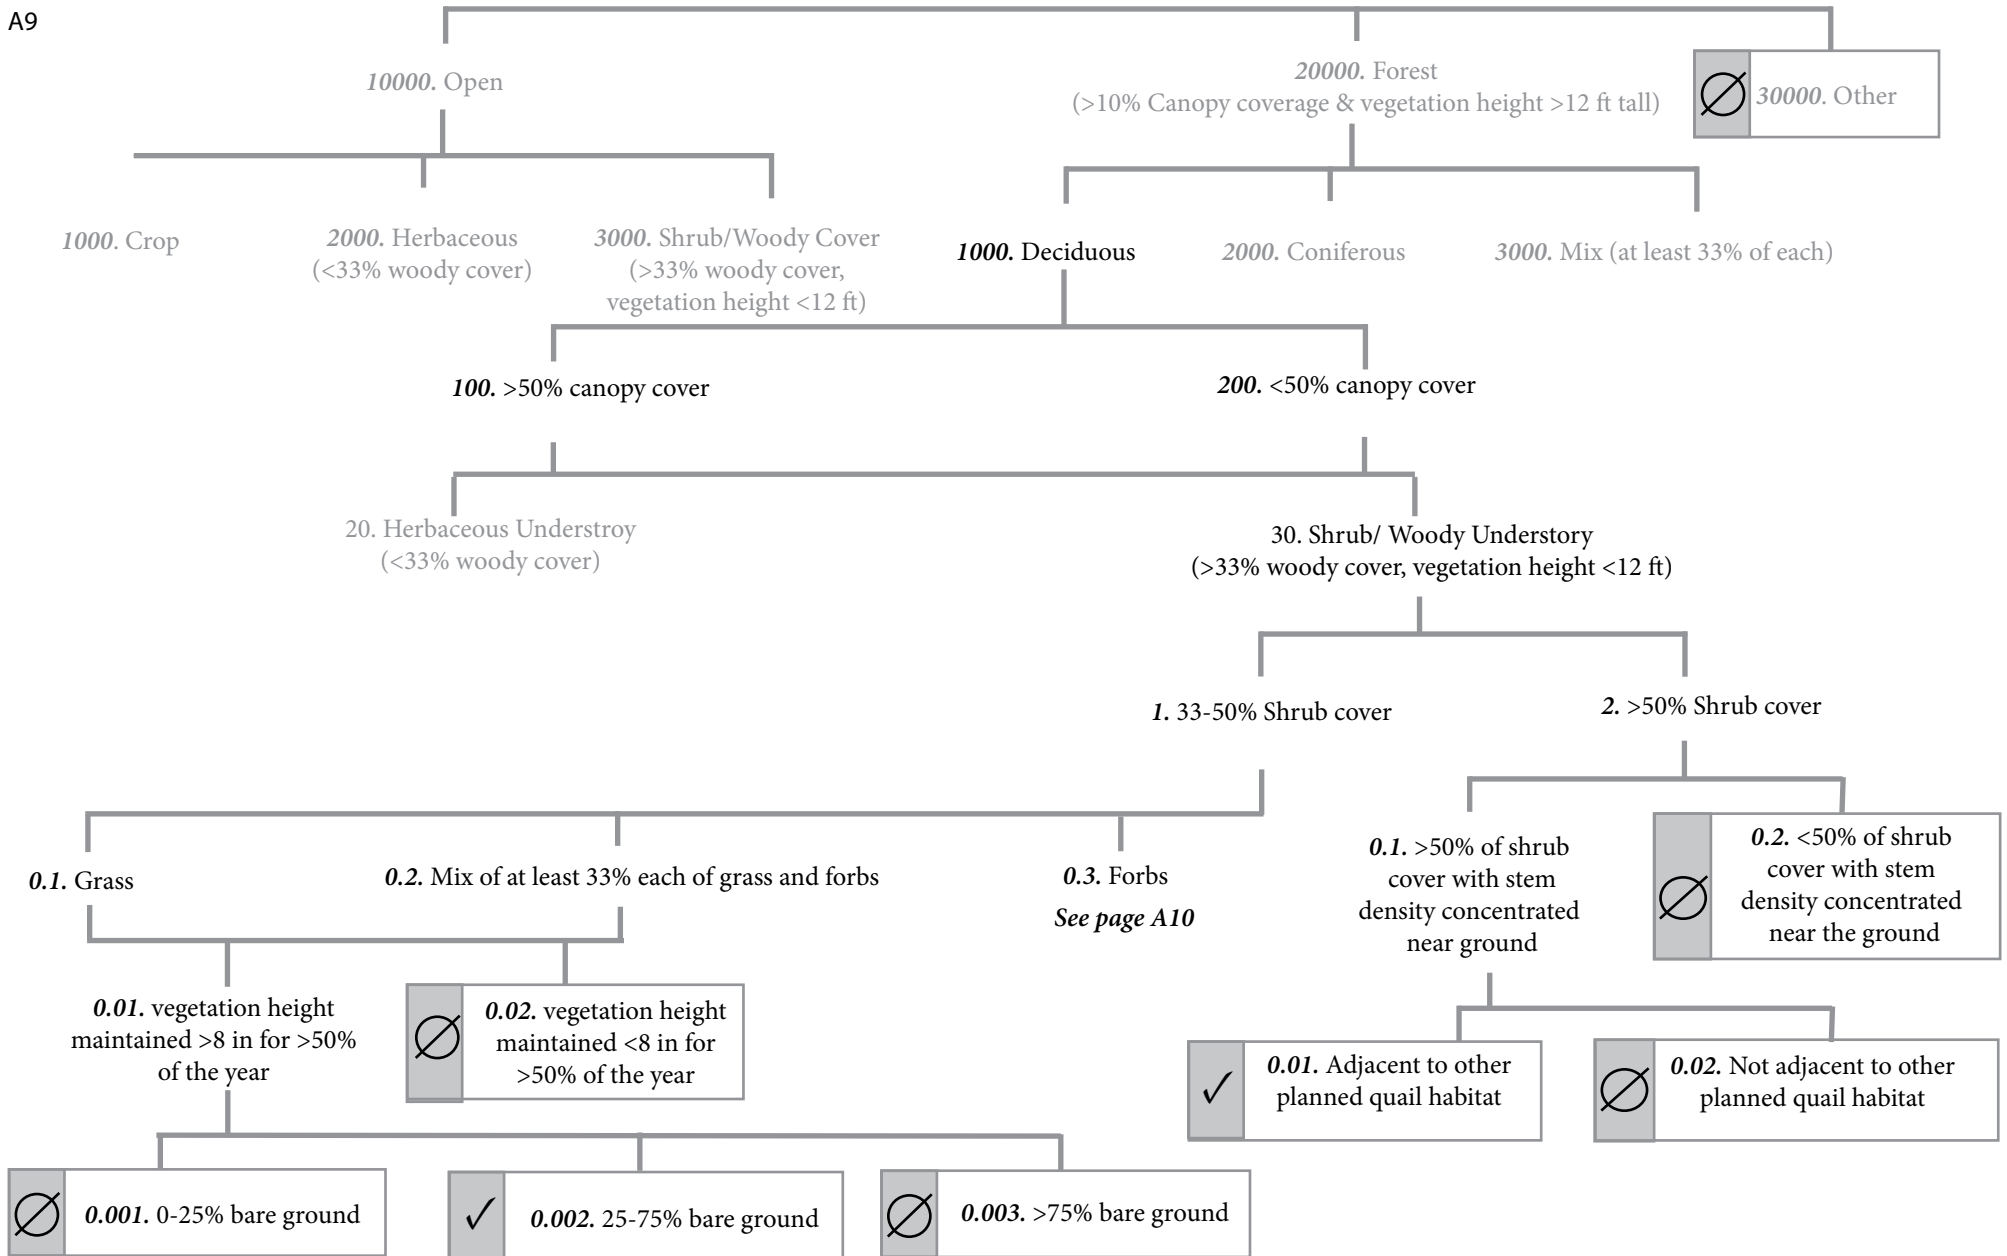 A9
10000. Open
20000. Forest
(>10% Canopy coverage & vegetation height >12 ft tall)
30000. Other
1000. Crop
2000. Herbaceous
(<33% woody cover)
3000. Shrub/Woody Cover
(>33% woody cover,
vegetation height <12 ft)
1000. Deciduous
2000. Coniferous
3000. Mix (at least 33% of each)
100. >50% canopy cover
200. <50% canopy cover
20. Herbaceous Understroy
(<33% woody cover)
30. Shrub/ Woody Understory
(>33% woody cover, vegetation height <12 ft)
1. 33-50% Shrub cover
2. >50% Shrub cover
0.1. Grass
0.2. Mix of at least 33% each of grass and forbs
0.3. Forbs
See page A10
0.1. >50% of shrub
cover with stem
density concentrated
near ground
0.2. <50% of shrub
cover with stem
density concentrated
near the ground
0.01. vegetation height
maintained >8 in for >50%
of the year
0.02. vegetation height
maintained <8 in for
>50% of the year
0.01. Adjacent to other
planned quail habitat
0.02. Not adjacent to other
planned quail habitat
0.001. 0-25% bare ground
0.002. 25-75% bare ground
0.003. >75% bare ground